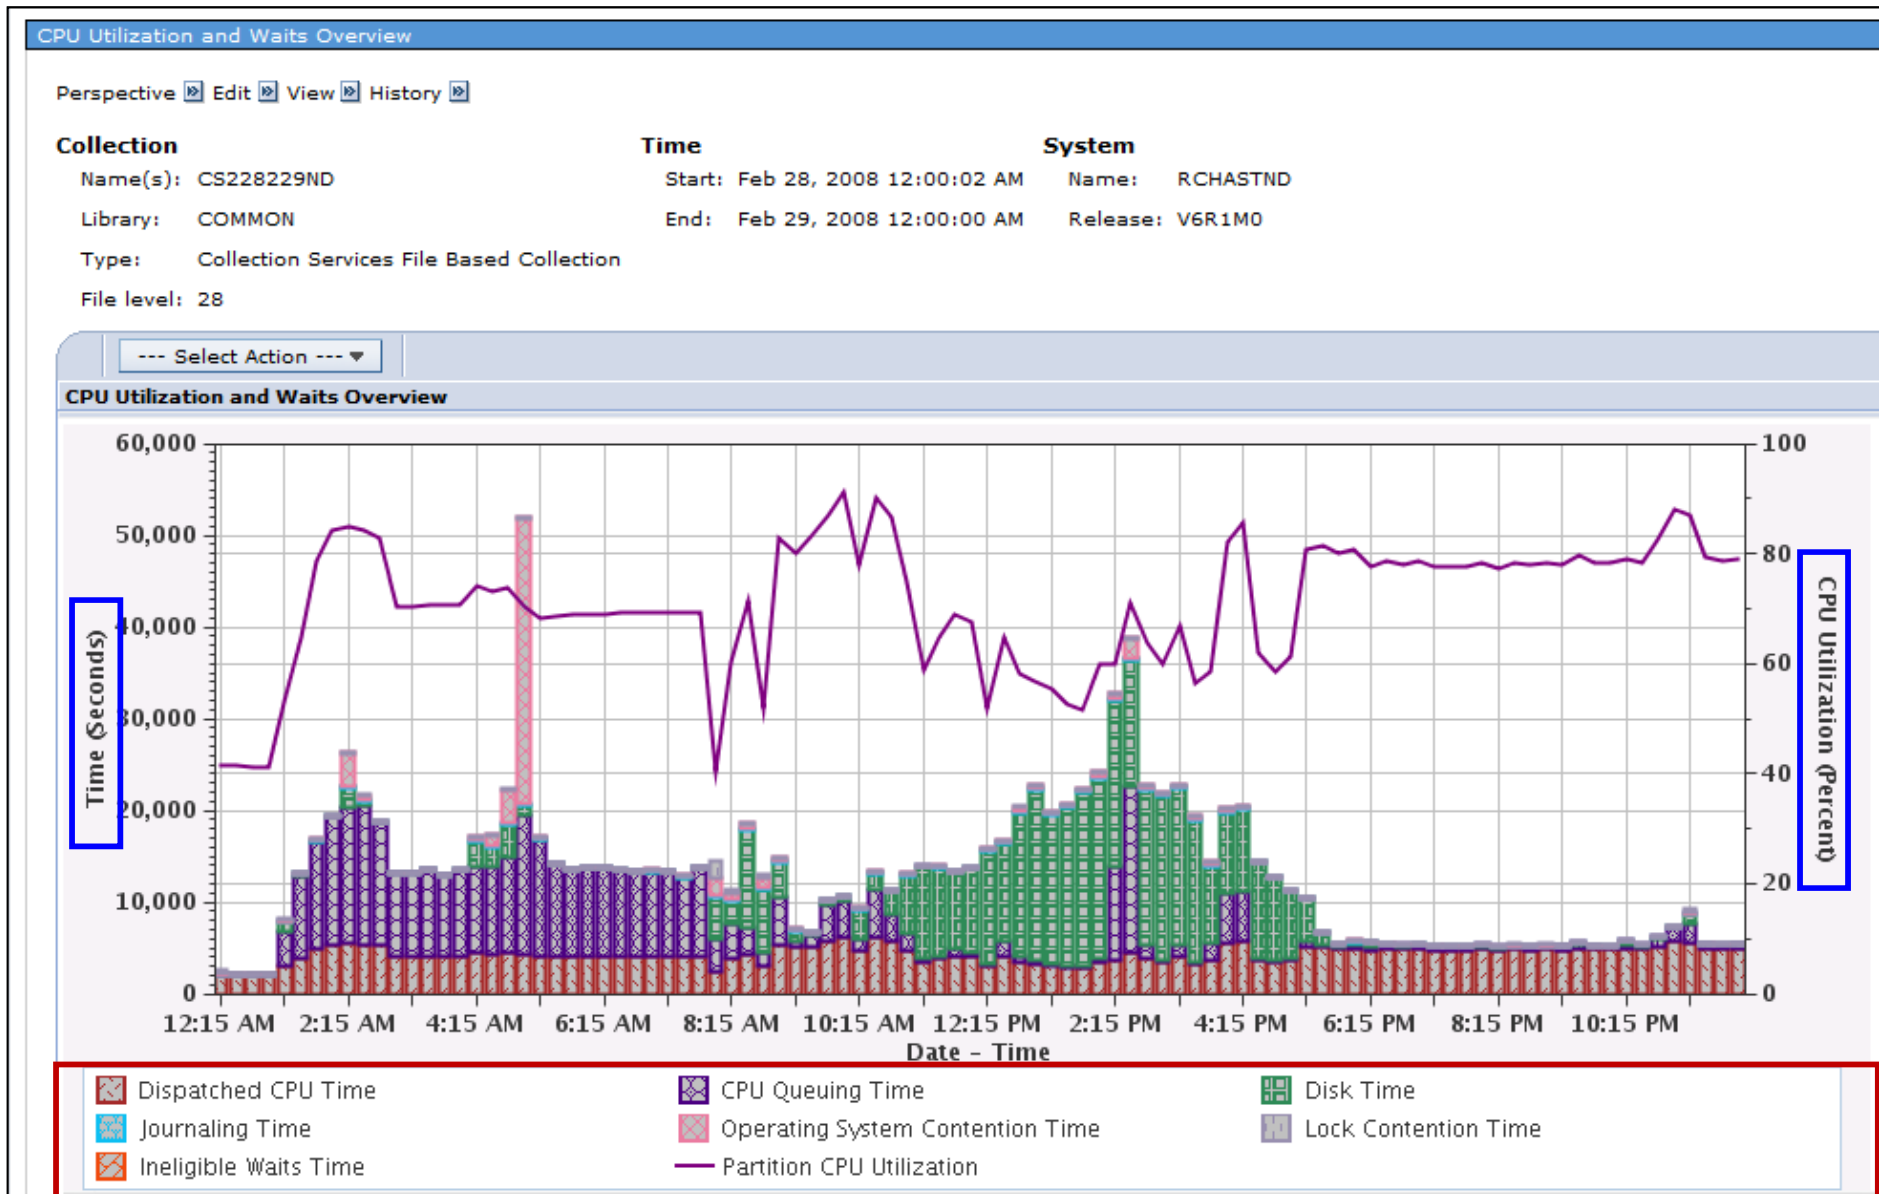 CPU Utilization and Waits Overview
Perspective Edit View History
Collection Time System
Name(s): CS228229ND Start: Feb 28, 2008 12:00:02 AM Name: RCHASTND
Library: COMMON End: Feb 29, 2008 12:00:00 AM Release: V6R1M0
Type: Collection Services File Based Collection
File level: 28
--- Select Action ---
CPU Utilization and Waits Overview
60,000
50,000
40,000
30,000
20,000
10,000
0
Time (Seconds)
100
80
60
40
20
0
CPU Utilization (Percent)
12:15 AM 2:15 AM 4:15 AM 6:15 AM 8:15 AM 10:15 AM 12:15 PM 2:15 PM 4:15 PM 6:15 PM 8:15 PM 10:15 PM
Date - Time
Dispatched CPU Time CPU Queuing Time Disk Time
Journaling Time Operating System Contention Time Lock Contention Time
Ineligible Waits Time Partition CPU Utilization